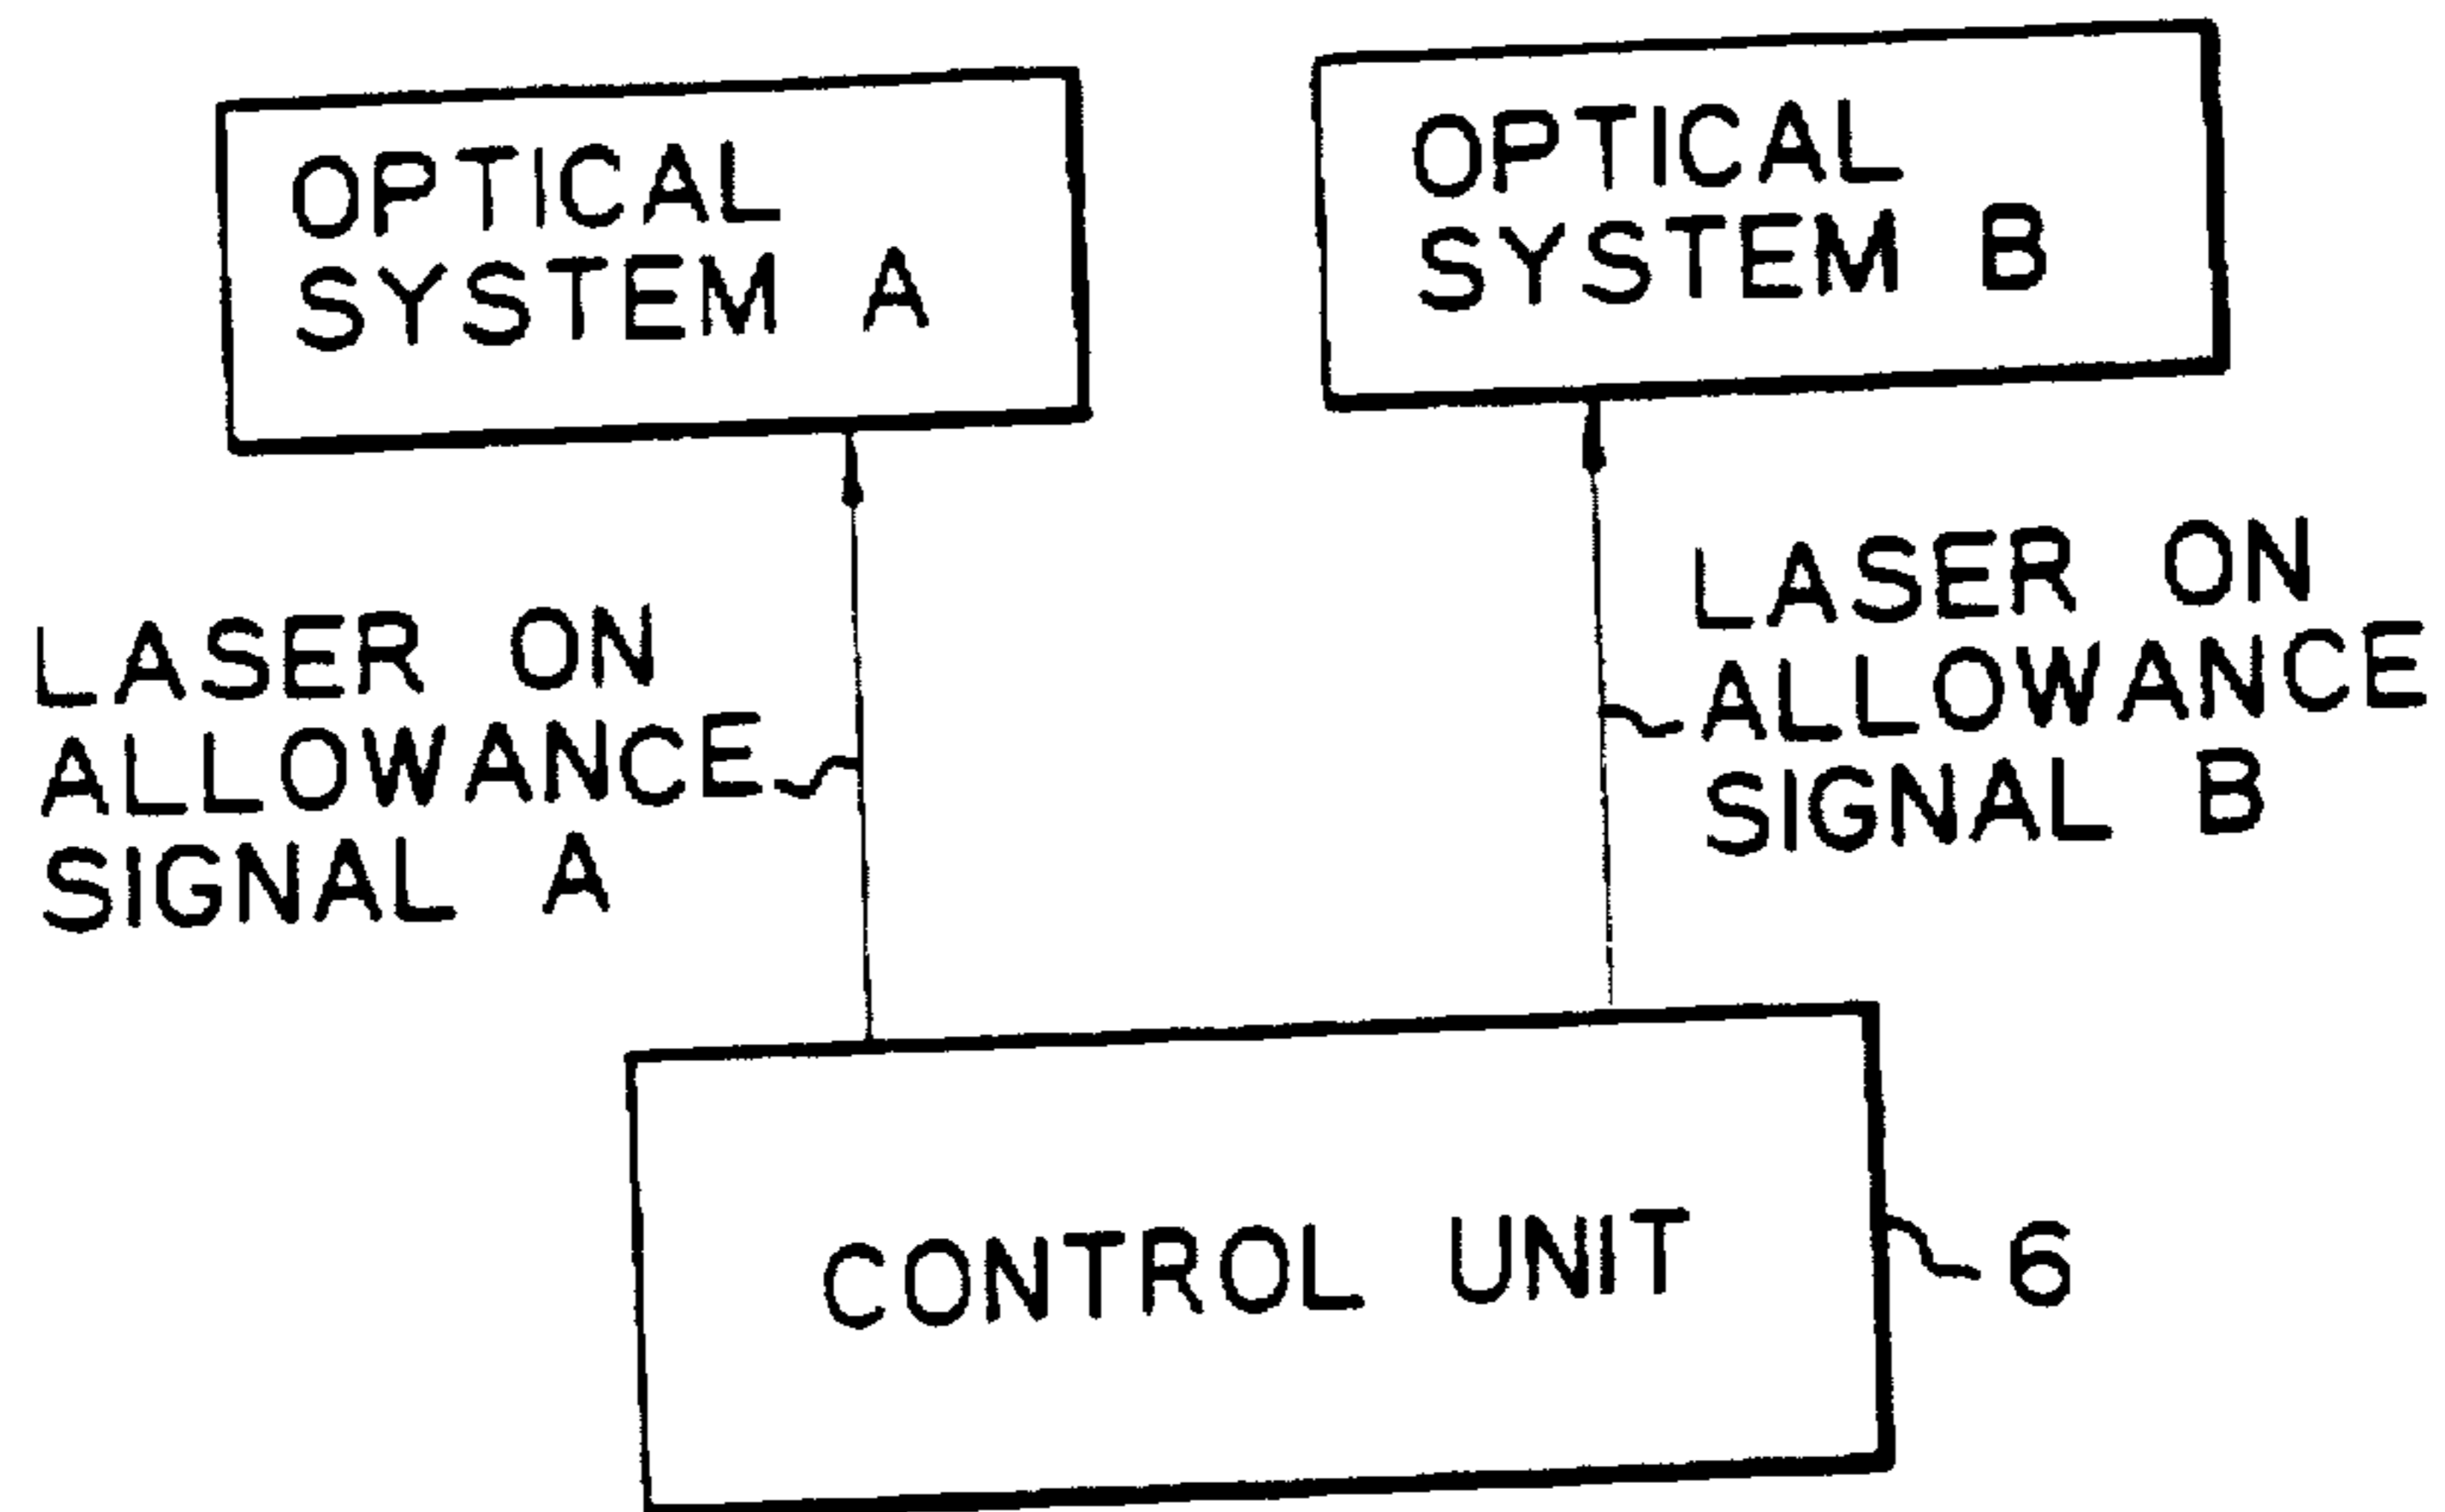 OPTICAL
SYSTEM A
OPTICAL
SYSTEM B
LASER ON
ALLOWANCE
SIGNAL A
LASER ON
ALLOWANCE
SIGNAL B
CONTROL UNIT
6